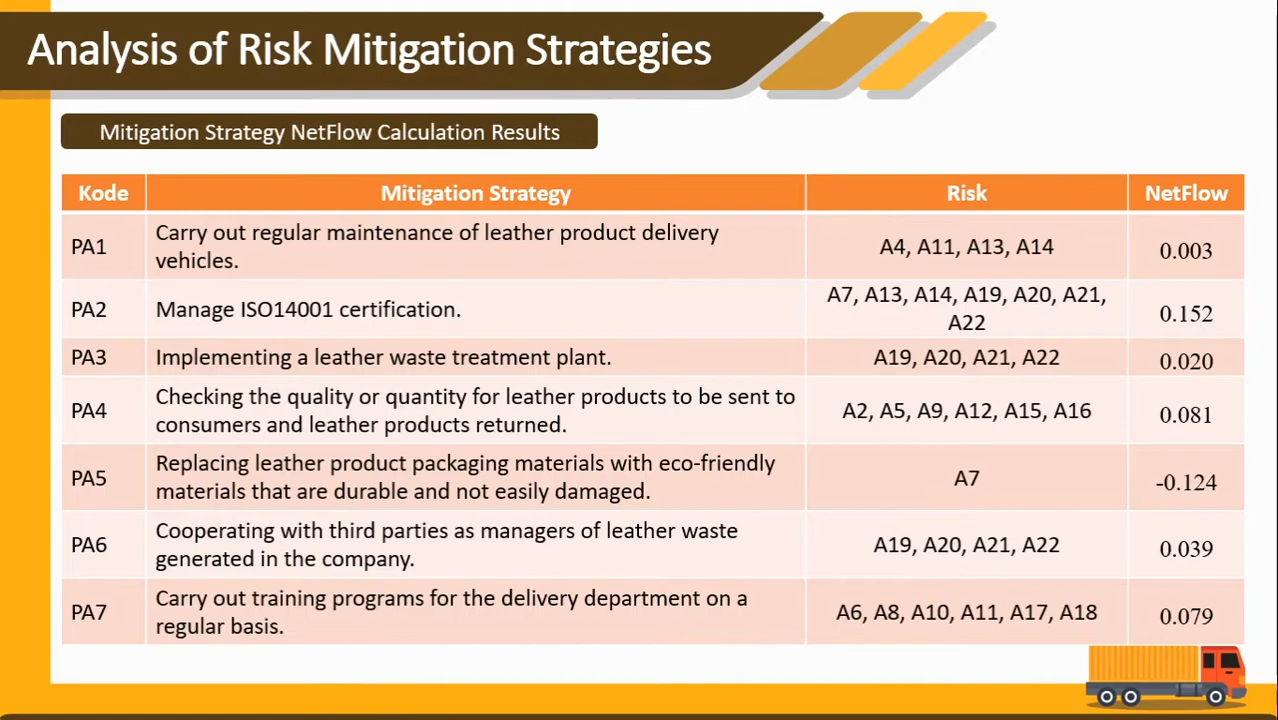 Analysis of Risk Mitigation Strategies
Mitigation Strategy NetFlow Calculation Results
Kode Mitigation Strategy Risk NetFlow
PA1 Carry out regular maintenance of leather product delivery vehicles. A4, A11, A13, A14 0.003
PA2 Manage ISO14001 certification. A7, A13, A14, A19, A20, A21, A22 0.152
PA3 Implementing a leather waste treatment plant. A19, A20, A21, A22 0.020
PA4 Checking the quality or quantity for leather products to be sent to consumers and leather products returned. A2, A5, A9, A12, A15, A16 0.081
PA5 Replacing leather product packaging materials with eco-friendly materials that are durable and not easily damaged. A7 -0.124
PA6 Cooperating with third parties as managers of leather waste generated in the company. A19, A20, A21, A22 0.039
PA7 Carry out training programs for the delivery department on a regular basis. A6, A8, A10, A11, A17, A18 0.079